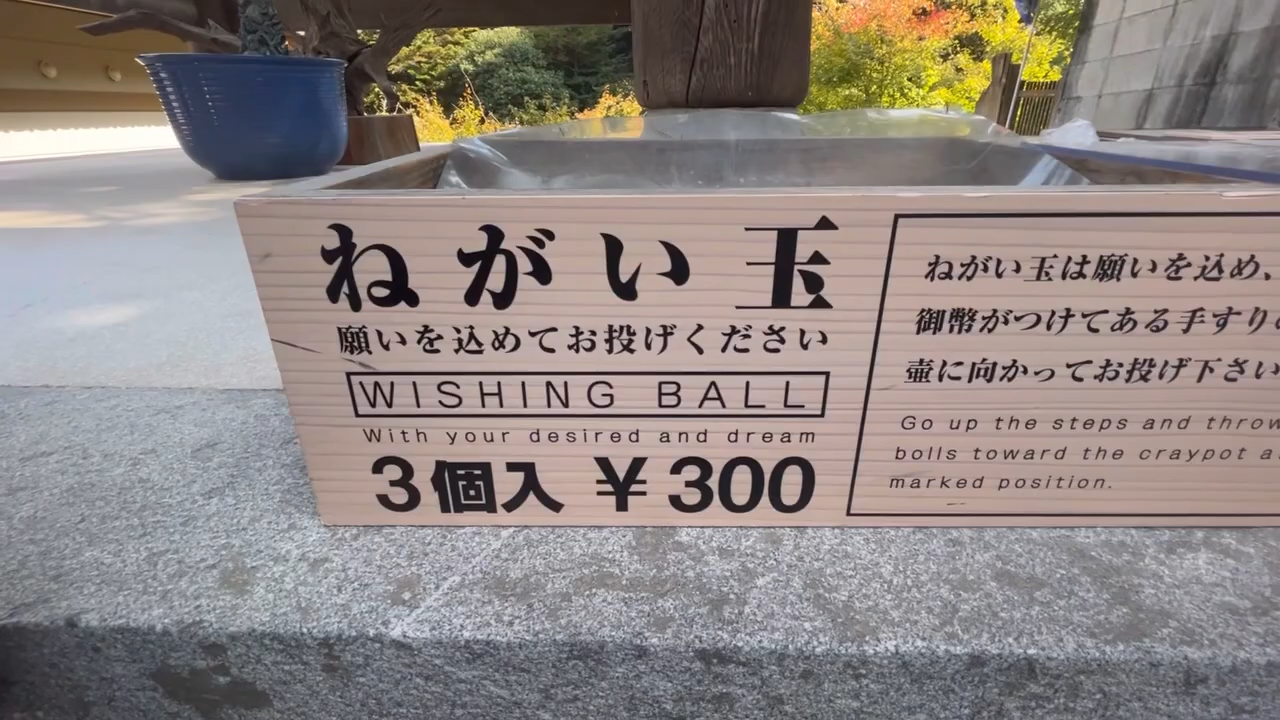 ねがい玉
願いを込めてお投げください
WISHING BALL
With your desired and dream
3個入 ¥300
ねがい玉は願いを込め、
御幣がつけてある手すり
壷に向かってお投げ下さい
Go up the steps and throw
bolls toward the craypot
marked position.